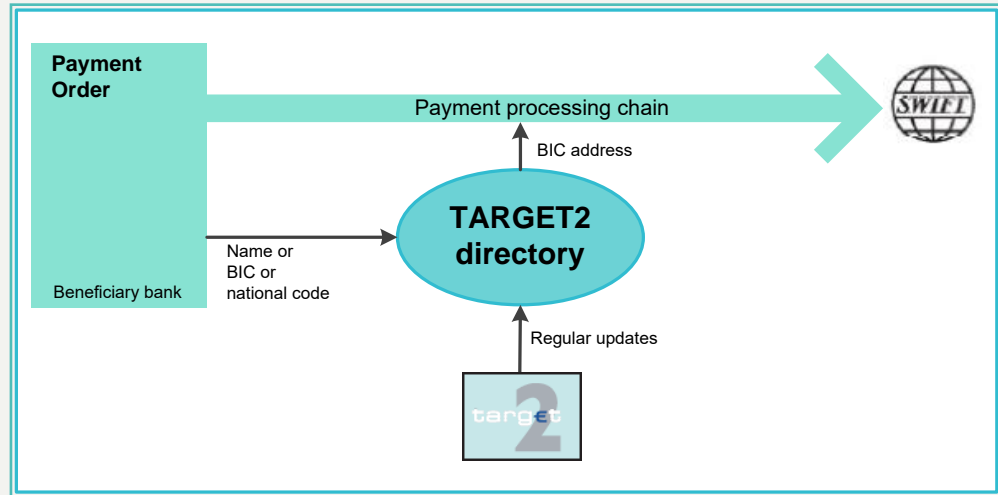 Payment
Order
Payment processing chain
SWIFT
BIC address
TARGET2
directory
Name or
BIC or
national code
Beneficiary bank
Regular updates
target
2